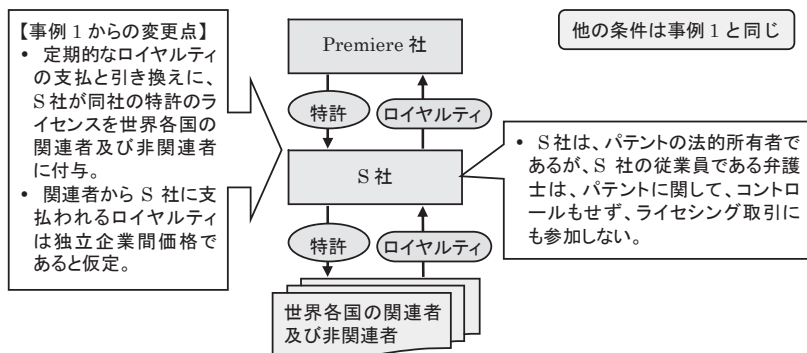 【事例 1 からの変更点】
• 定期的なロイヤルティ
の支払と引き換えに、
S 社が同社の特許のラ
イセンスを世界各国の
関連者及び非関連者
に付与。
• 関連者から S 社に支
払われるロイヤルティ
は独立企業間価格で
あると仮定。
Premiere 社
他の条件は事例 1 と同じ
特許
ロイヤルティ
S 社
• S 社は、パテントの法的所有者
であるが、S 社の従業員である弁護
士は、パテントに関して、コントロ
ールもせず、ライセシング取引に
も参加しない。
特許
ロイヤルティ
世界各国の関連者
及び非関連者